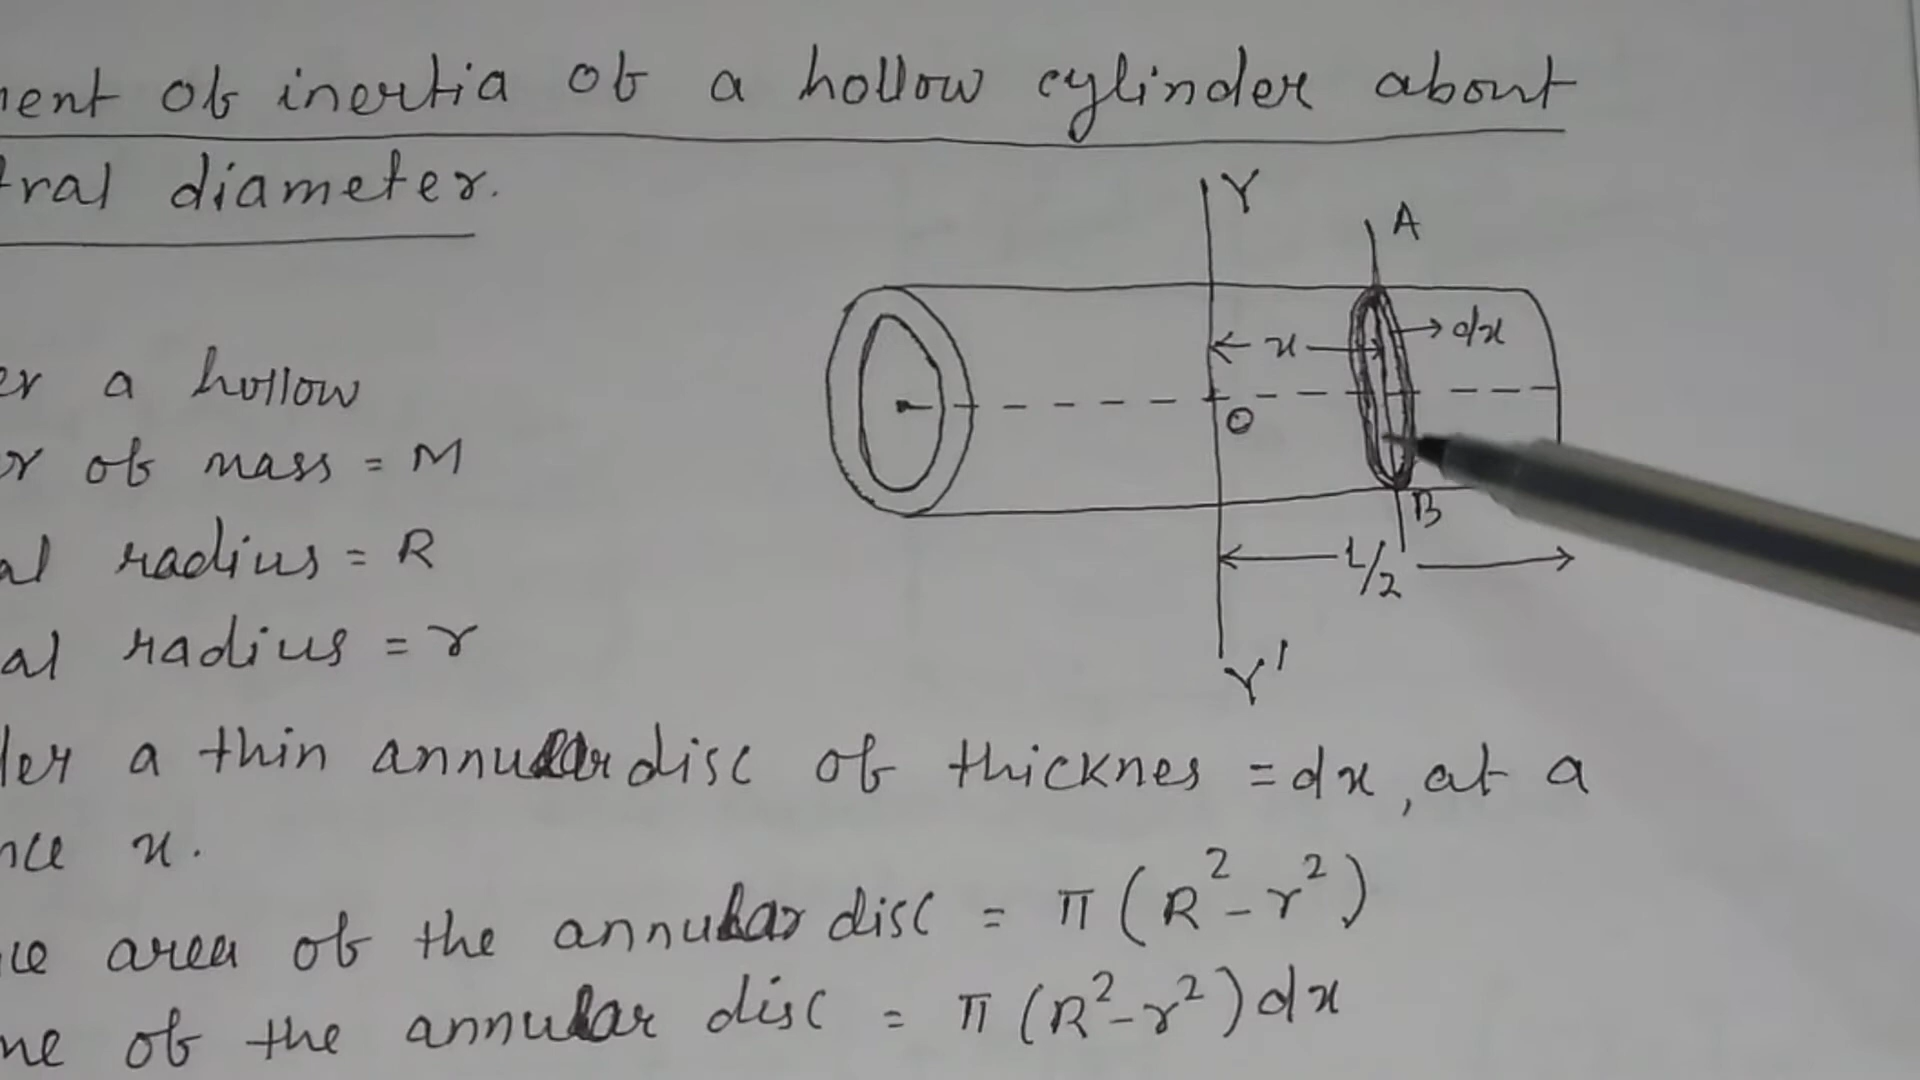 ment of inertia of a hollow cylinder about
tral diameter.
Y
A
x
dx
O
B
L/2
Y'
er a hollow
r of mass = M
al radius = R
al radius = r
der a thin annular disc of thicknes = dx, at a
nce x.
ce area of the annular disc = π (R² - r²)
me of the annular disc = π (R² - r²) dx